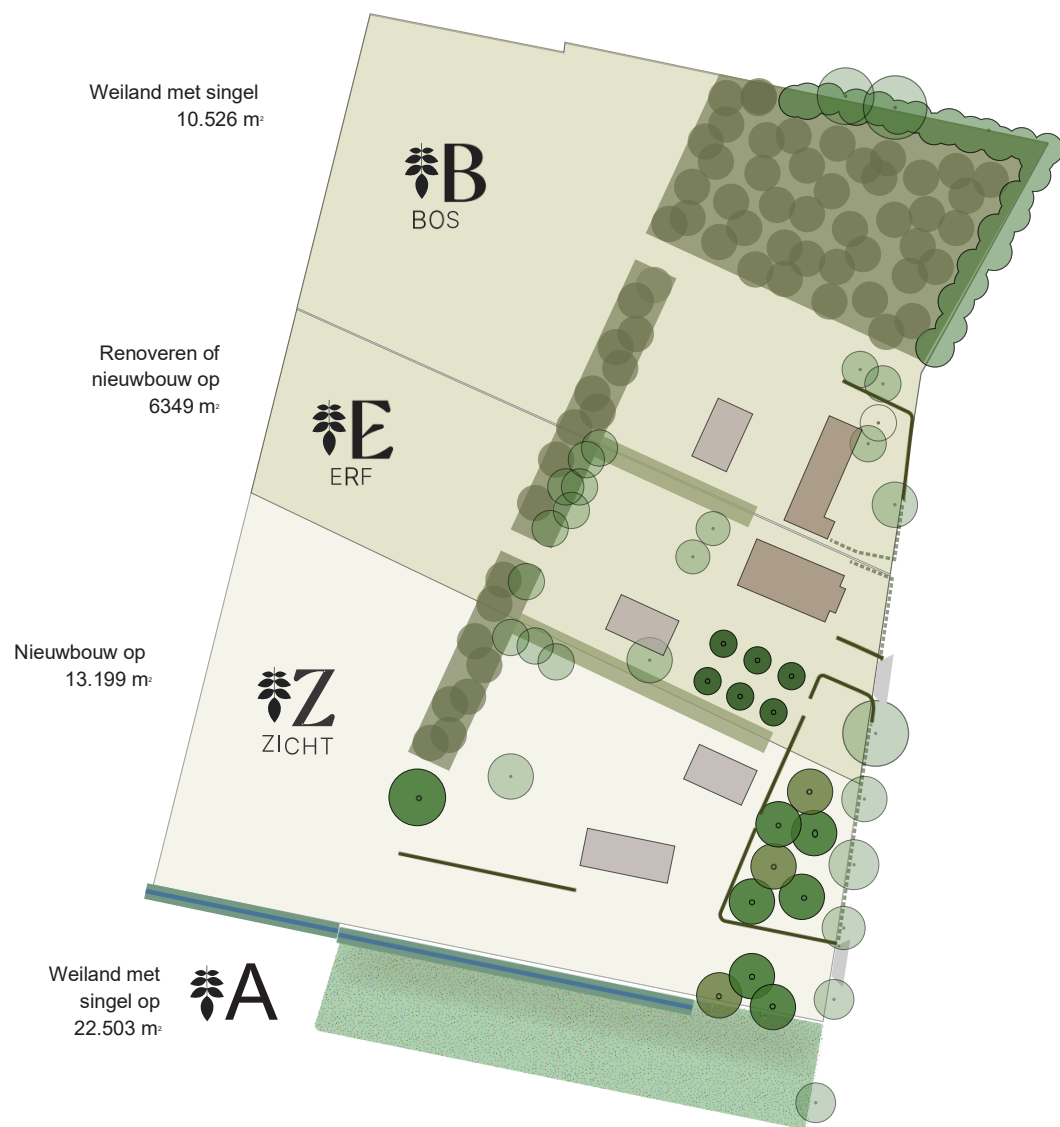 Weiland met singel
10.526 m²
B
BOS
Renoveren of
nieuwbouw op
6349 m²
E
ERF
Nieuwbouw op
13.199 m²
Z
ZICHT
Weiland met
singel op
22.503 m²
A